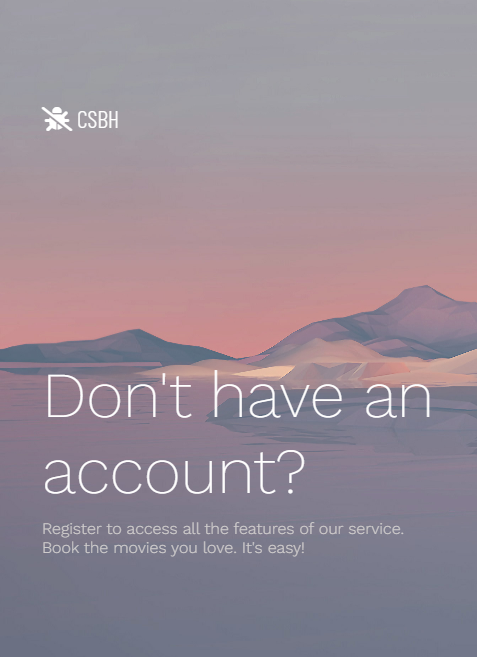 CSBH
Don't have an
account?
Register to access all the features of our service.
Book the movies you love. It's easy!